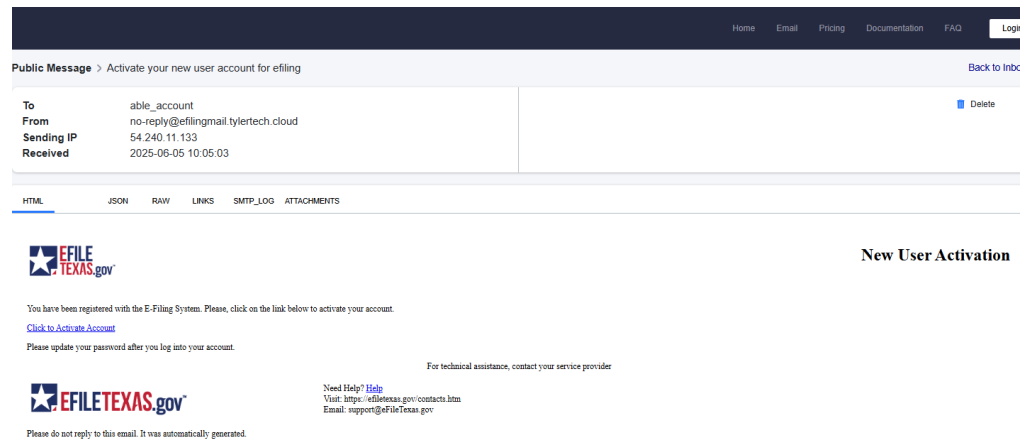 Home Email Pricing Documentation FAQ Login
Public Message > Activate your new user account for efiling Back to Inbo
To able_account Delete
From no-reply@efilingmail.tylertech.cloud
Sending IP 54.240.11.133
Received 2025-06-05 10:05:03
HTML JSON RAW LINKS SMTP_LOG ATTACHMENTS
EFILE
TEXAS.gov™
New User Activation
You have been registered with the E-Filing System. Please, click on the link below to activate your account.
Click to Activate Account
Please update your password after you log into your account.
For technical assistance, contact your service provider
EFILETEXAS.gov™
Need Help? Help
Visit: https://efiletexas.gov/contacts.htm
Email: support@eFileTexas.gov
Please do not reply to this email. It was automatically generated.